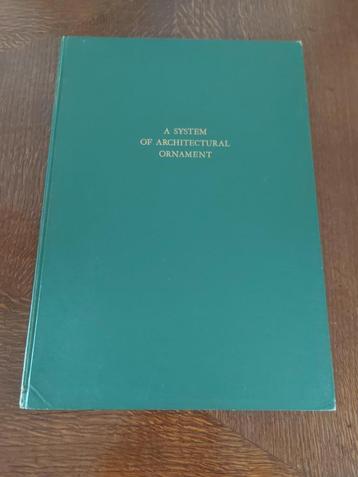 A SYSTEM
OF ARCHITECTURAL
ORNAMENT